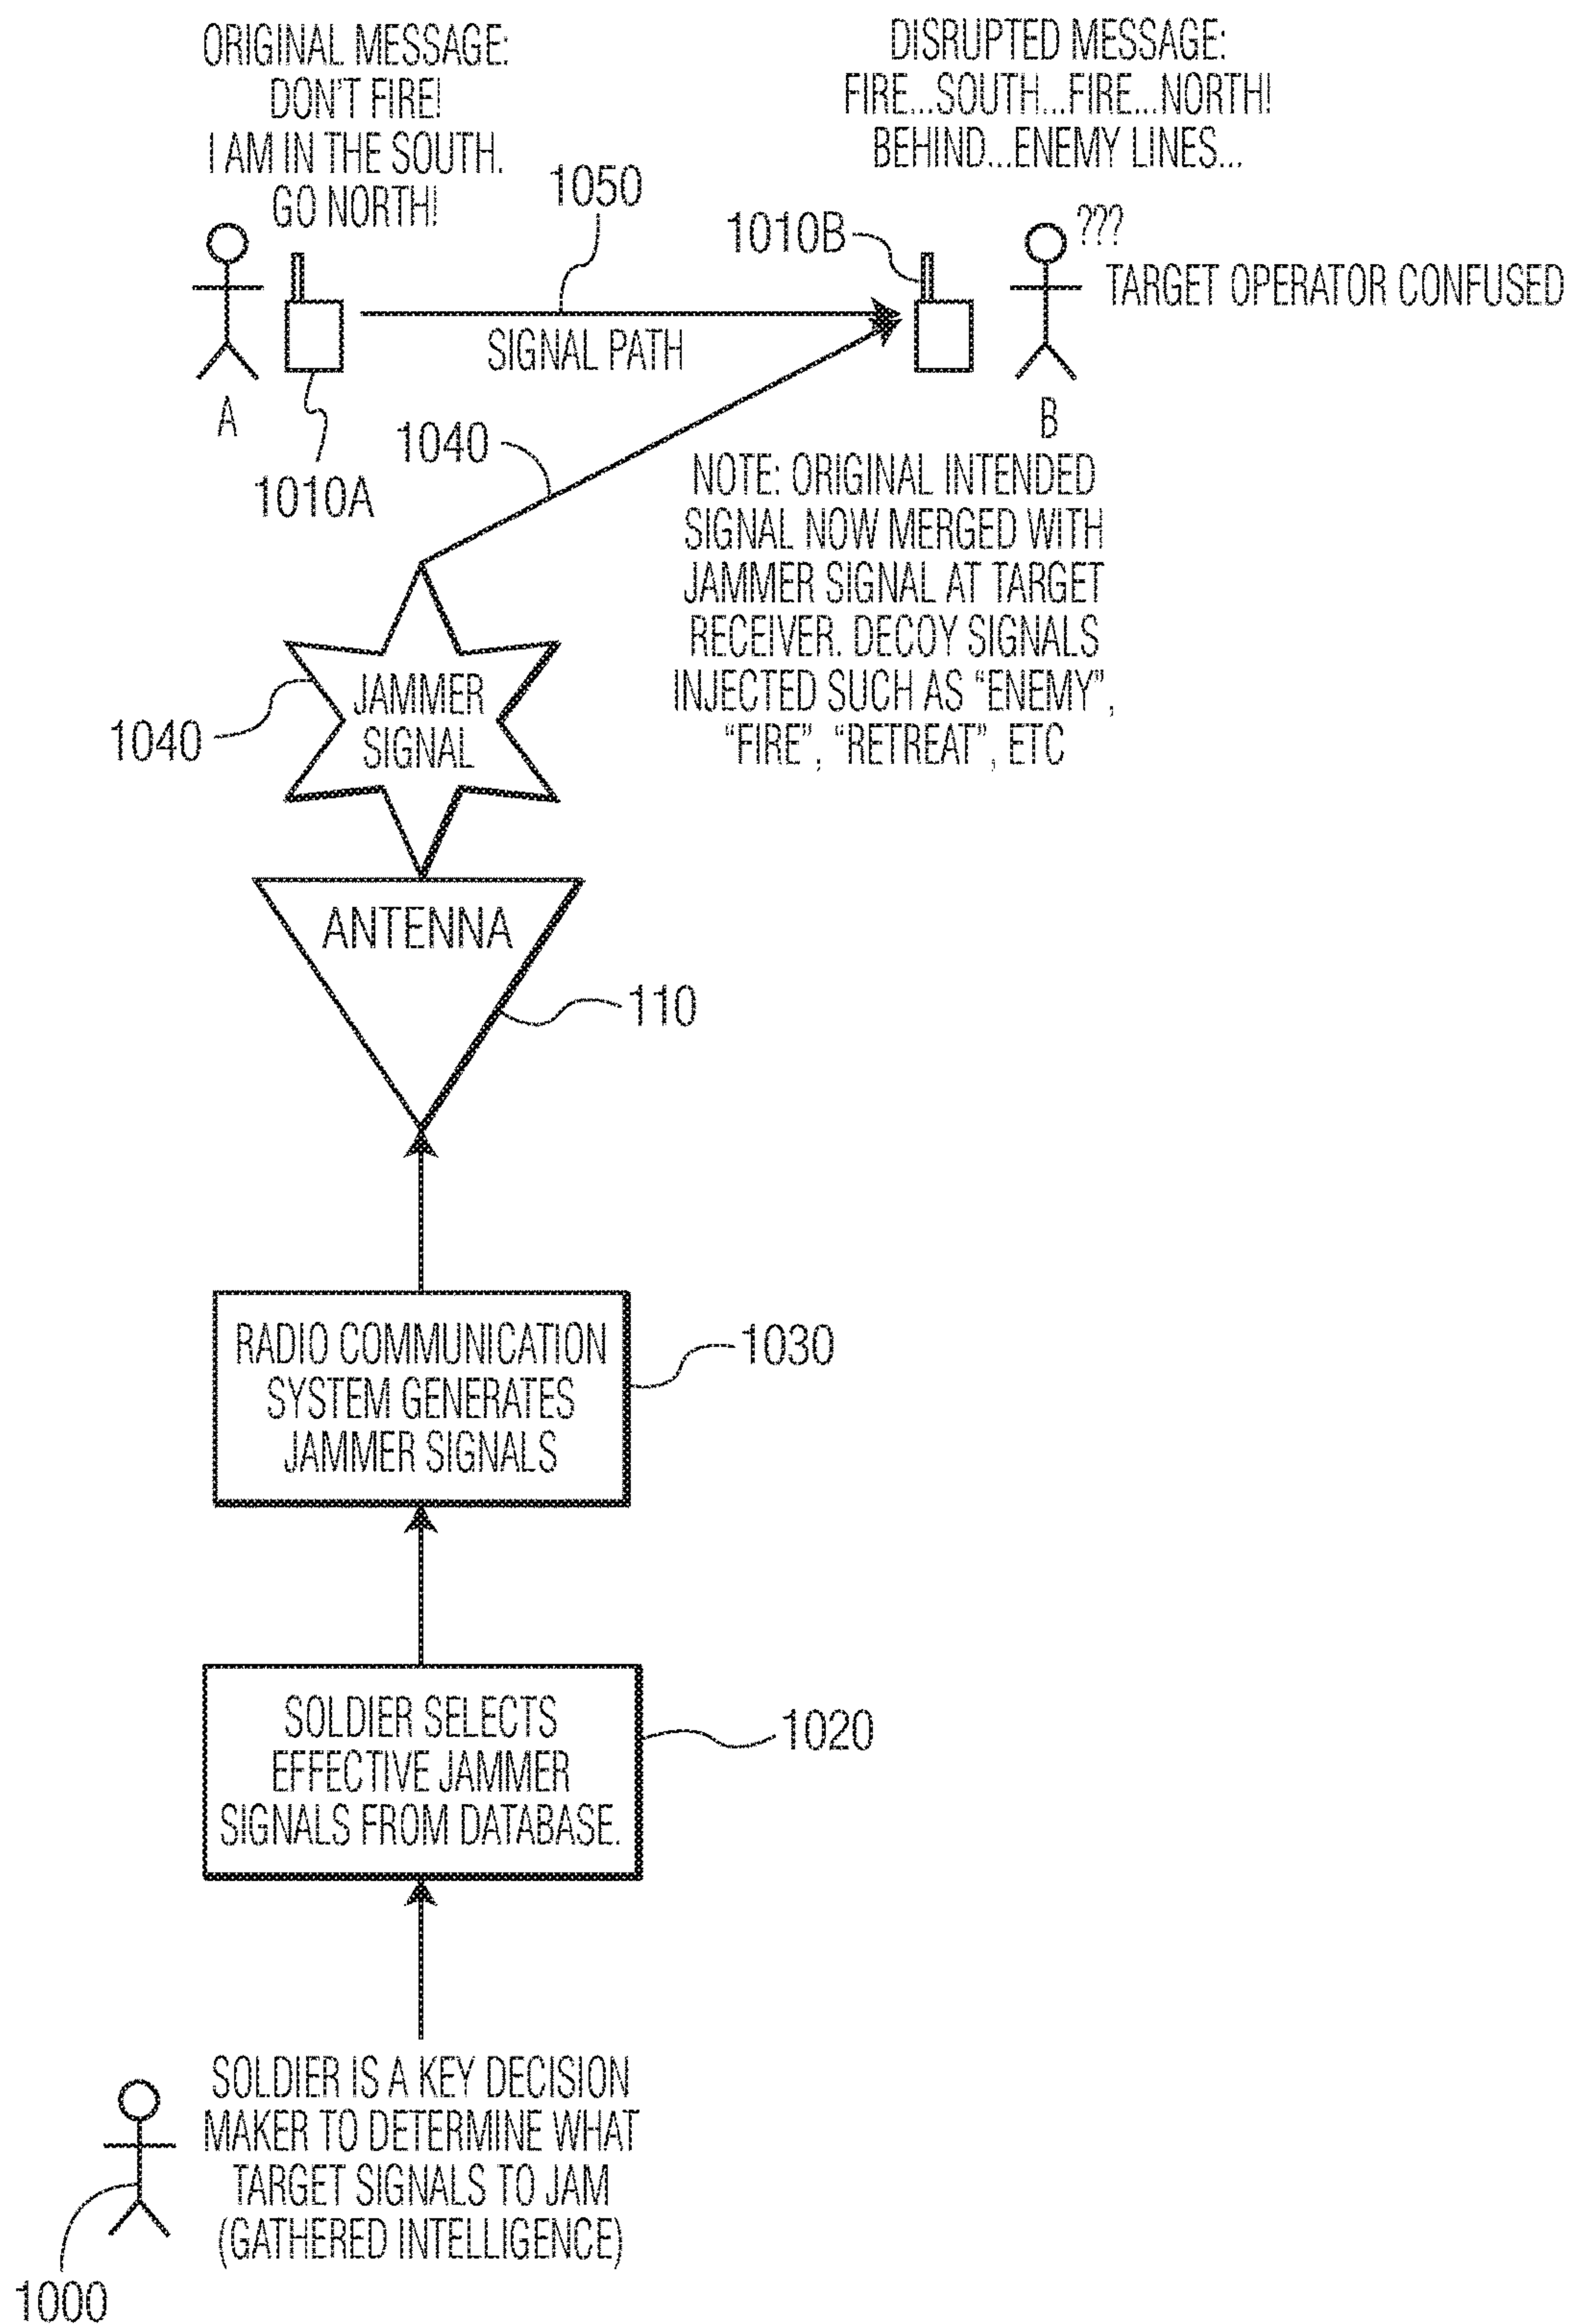 ORIGINAL MESSAGE:
DON'T FIRE!
I AM IN THE SOUTH.
GO NORTH!
DISRUPTED MESSAGE:
FIRE...SOUTH...FIRE...NORTH!
BEHIND...ENEMY LINES...
1050
1010B
???
TARGET OPERATOR CONFUSED
SIGNAL PATH
A
B
1010A
1040
NOTE: ORIGINAL INTENDED
SIGNAL NOW MERGED WITH
JAMMER SIGNAL AT TARGET
RECEIVER. DECOY SIGNALS
INJECTED SUCH AS "ENEMY",
"FIRE", "RETREAT", ETC
JAMMER
SIGNAL
1040
ANTENNA
110
RADIO COMMUNICATION
SYSTEM GENERATES
JAMMER SIGNALS
1030
SOLDIER SELECTS
EFFECTIVE JAMMER
SIGNALS FROM DATABASE.
1020
SOLDIER IS A KEY DECISION
MAKER TO DETERMINE WHAT
TARGET SIGNALS TO JAM
(GATHERED INTELLIGENCE)
1000